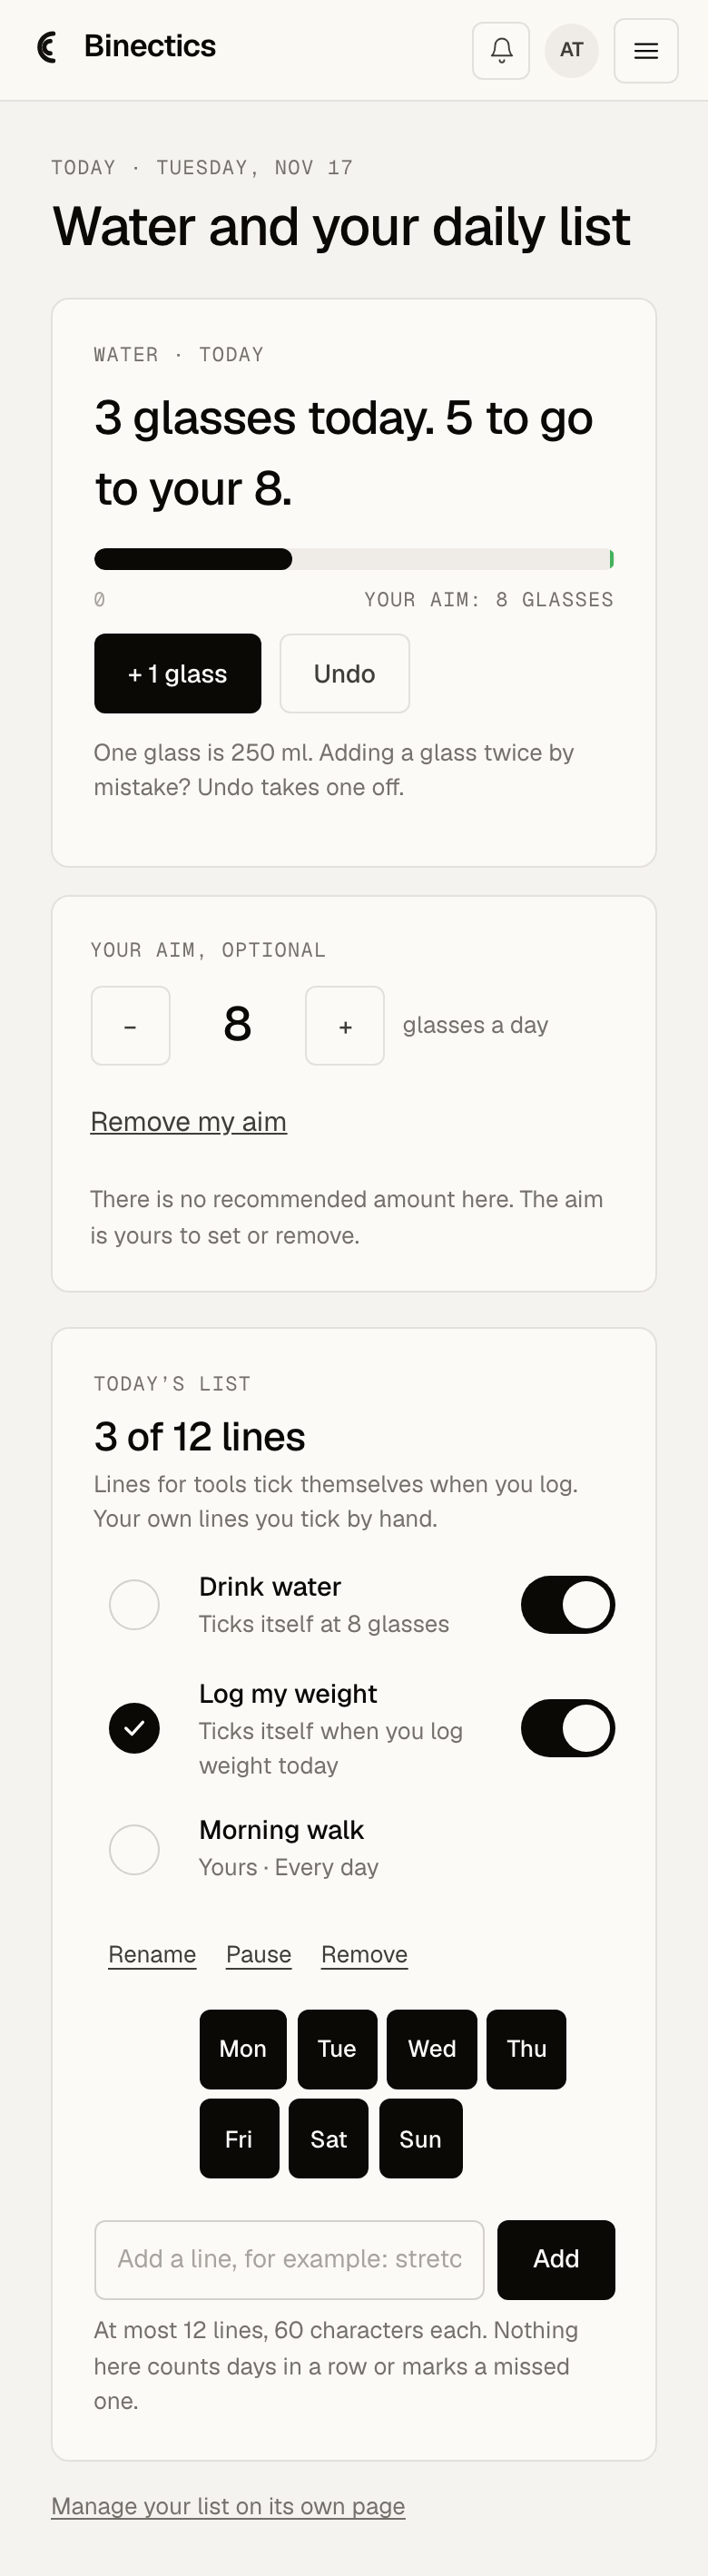 Binectics
AT
TODAY · TUESDAY, NOV 17
Water and your daily list
WATER · TODAY
3 glasses today. 5 to go
to your 8.
0
YOUR AIM: 8 GLASSES
+ 1 glass
Undo
One glass is 250 ml. Adding a glass twice by
mistake? Undo takes one off.
YOUR AIM, OPTIONAL
−
8
+
glasses a day
Remove my aim
There is no recommended amount here. The aim
is yours to set or remove.
TODAY’S LIST
3 of 12 lines
Lines for tools tick themselves when you log.
Your own lines you tick by hand.
Drink water
Ticks itself at 8 glasses
Log my weight
Ticks itself when you log
weight today
Morning walk
Yours · Every day
Rename
Pause
Remove
Mon
Tue
Wed
Thu
Fri
Sat
Sun
Add a line, for example: stretc
Add
At most 12 lines, 60 characters each. Nothing
here counts days in a row or marks a missed
one.
Manage your list on its own page